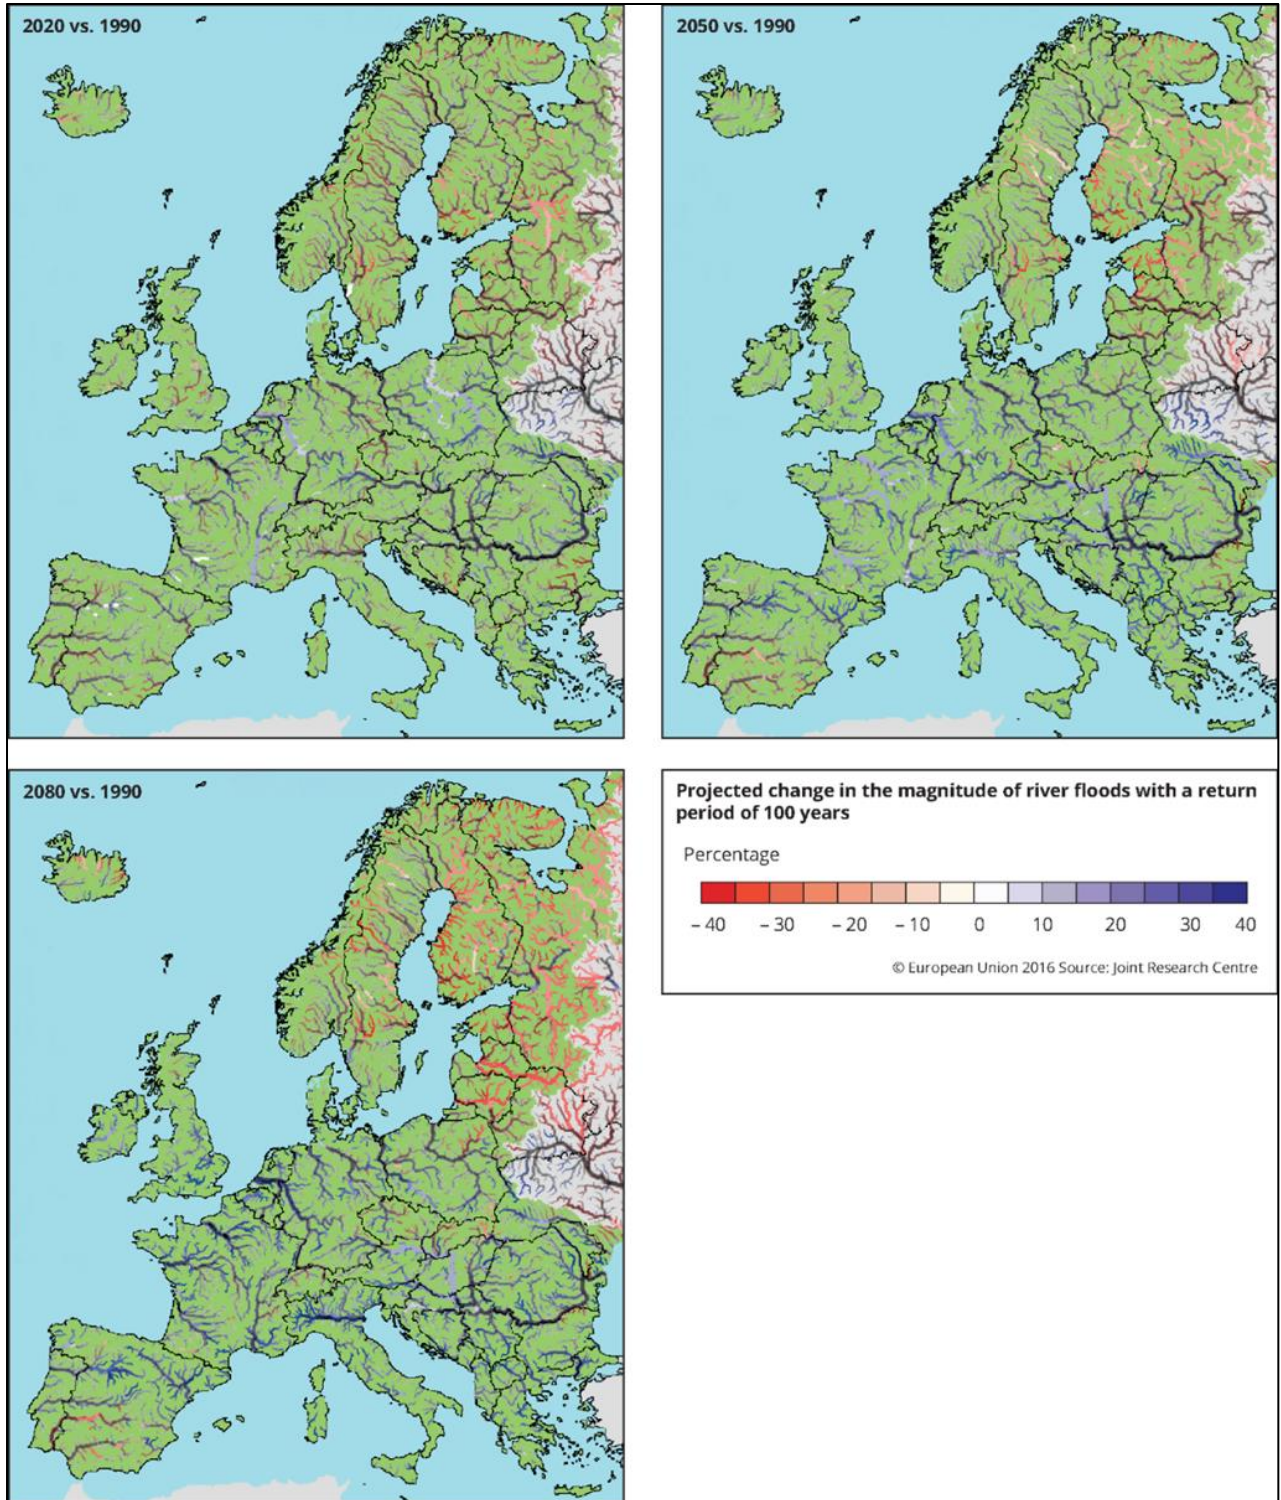 2020 vs. 1990
2050 vs. 1990
2080 vs. 1990
Projected change in the magnitude of river floods with a return
period of 100 years
Percentage
– 40 – 30 – 20 – 10 0 10 20 30 40
© European Union 2016 Source: Joint Research Centre